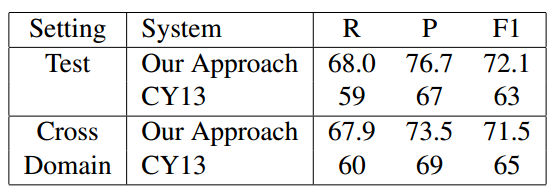 Setting System R P F1
Test Our Approach 68.0 76.7 72.1
CY13 59 67 63
Cross Our Approach 67.9 73.5 71.5
Domain CY13 60 69 65